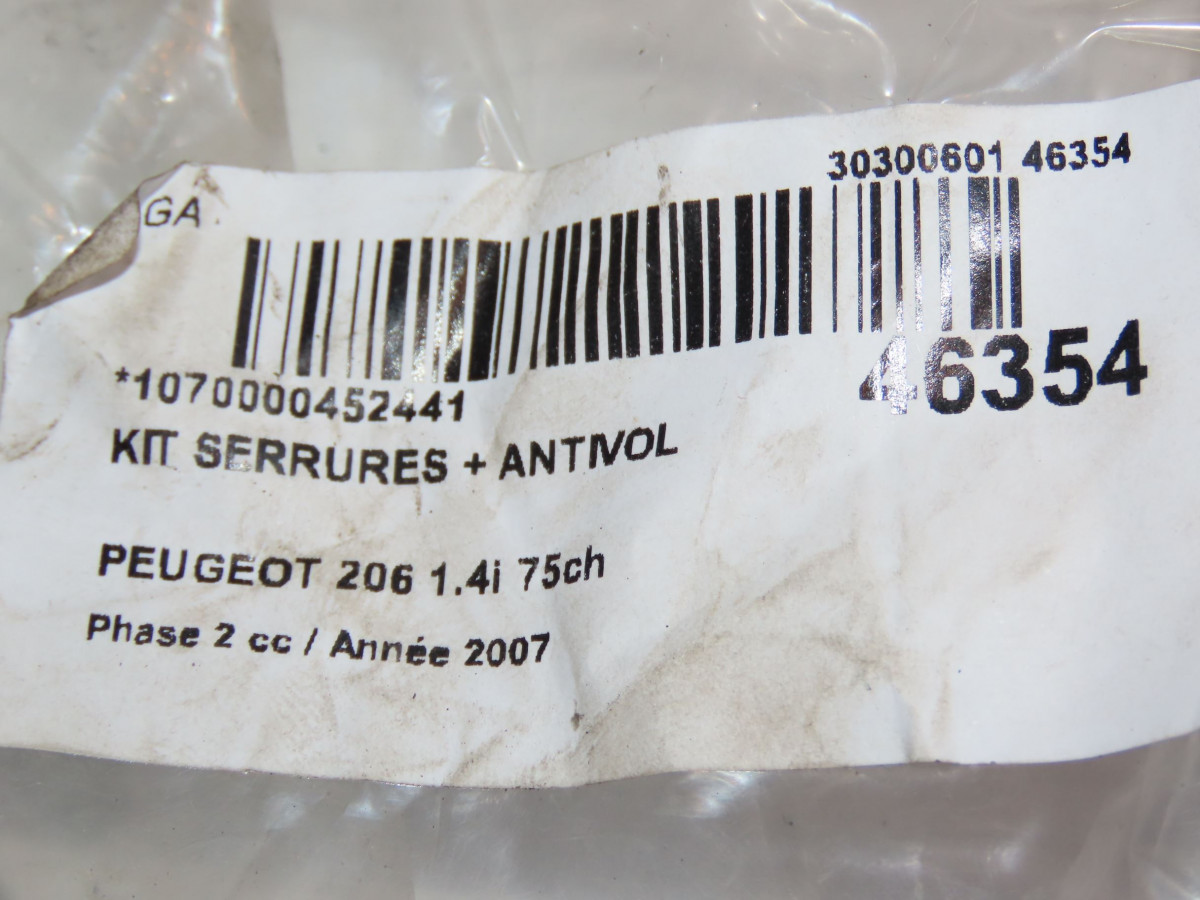 30300601 46354
GA
46354
*1070000452441
KIT SERRURES + ANTIVOL
PEUGEOT 206 1.4i 75ch
Phase 2 cc / Année 2007